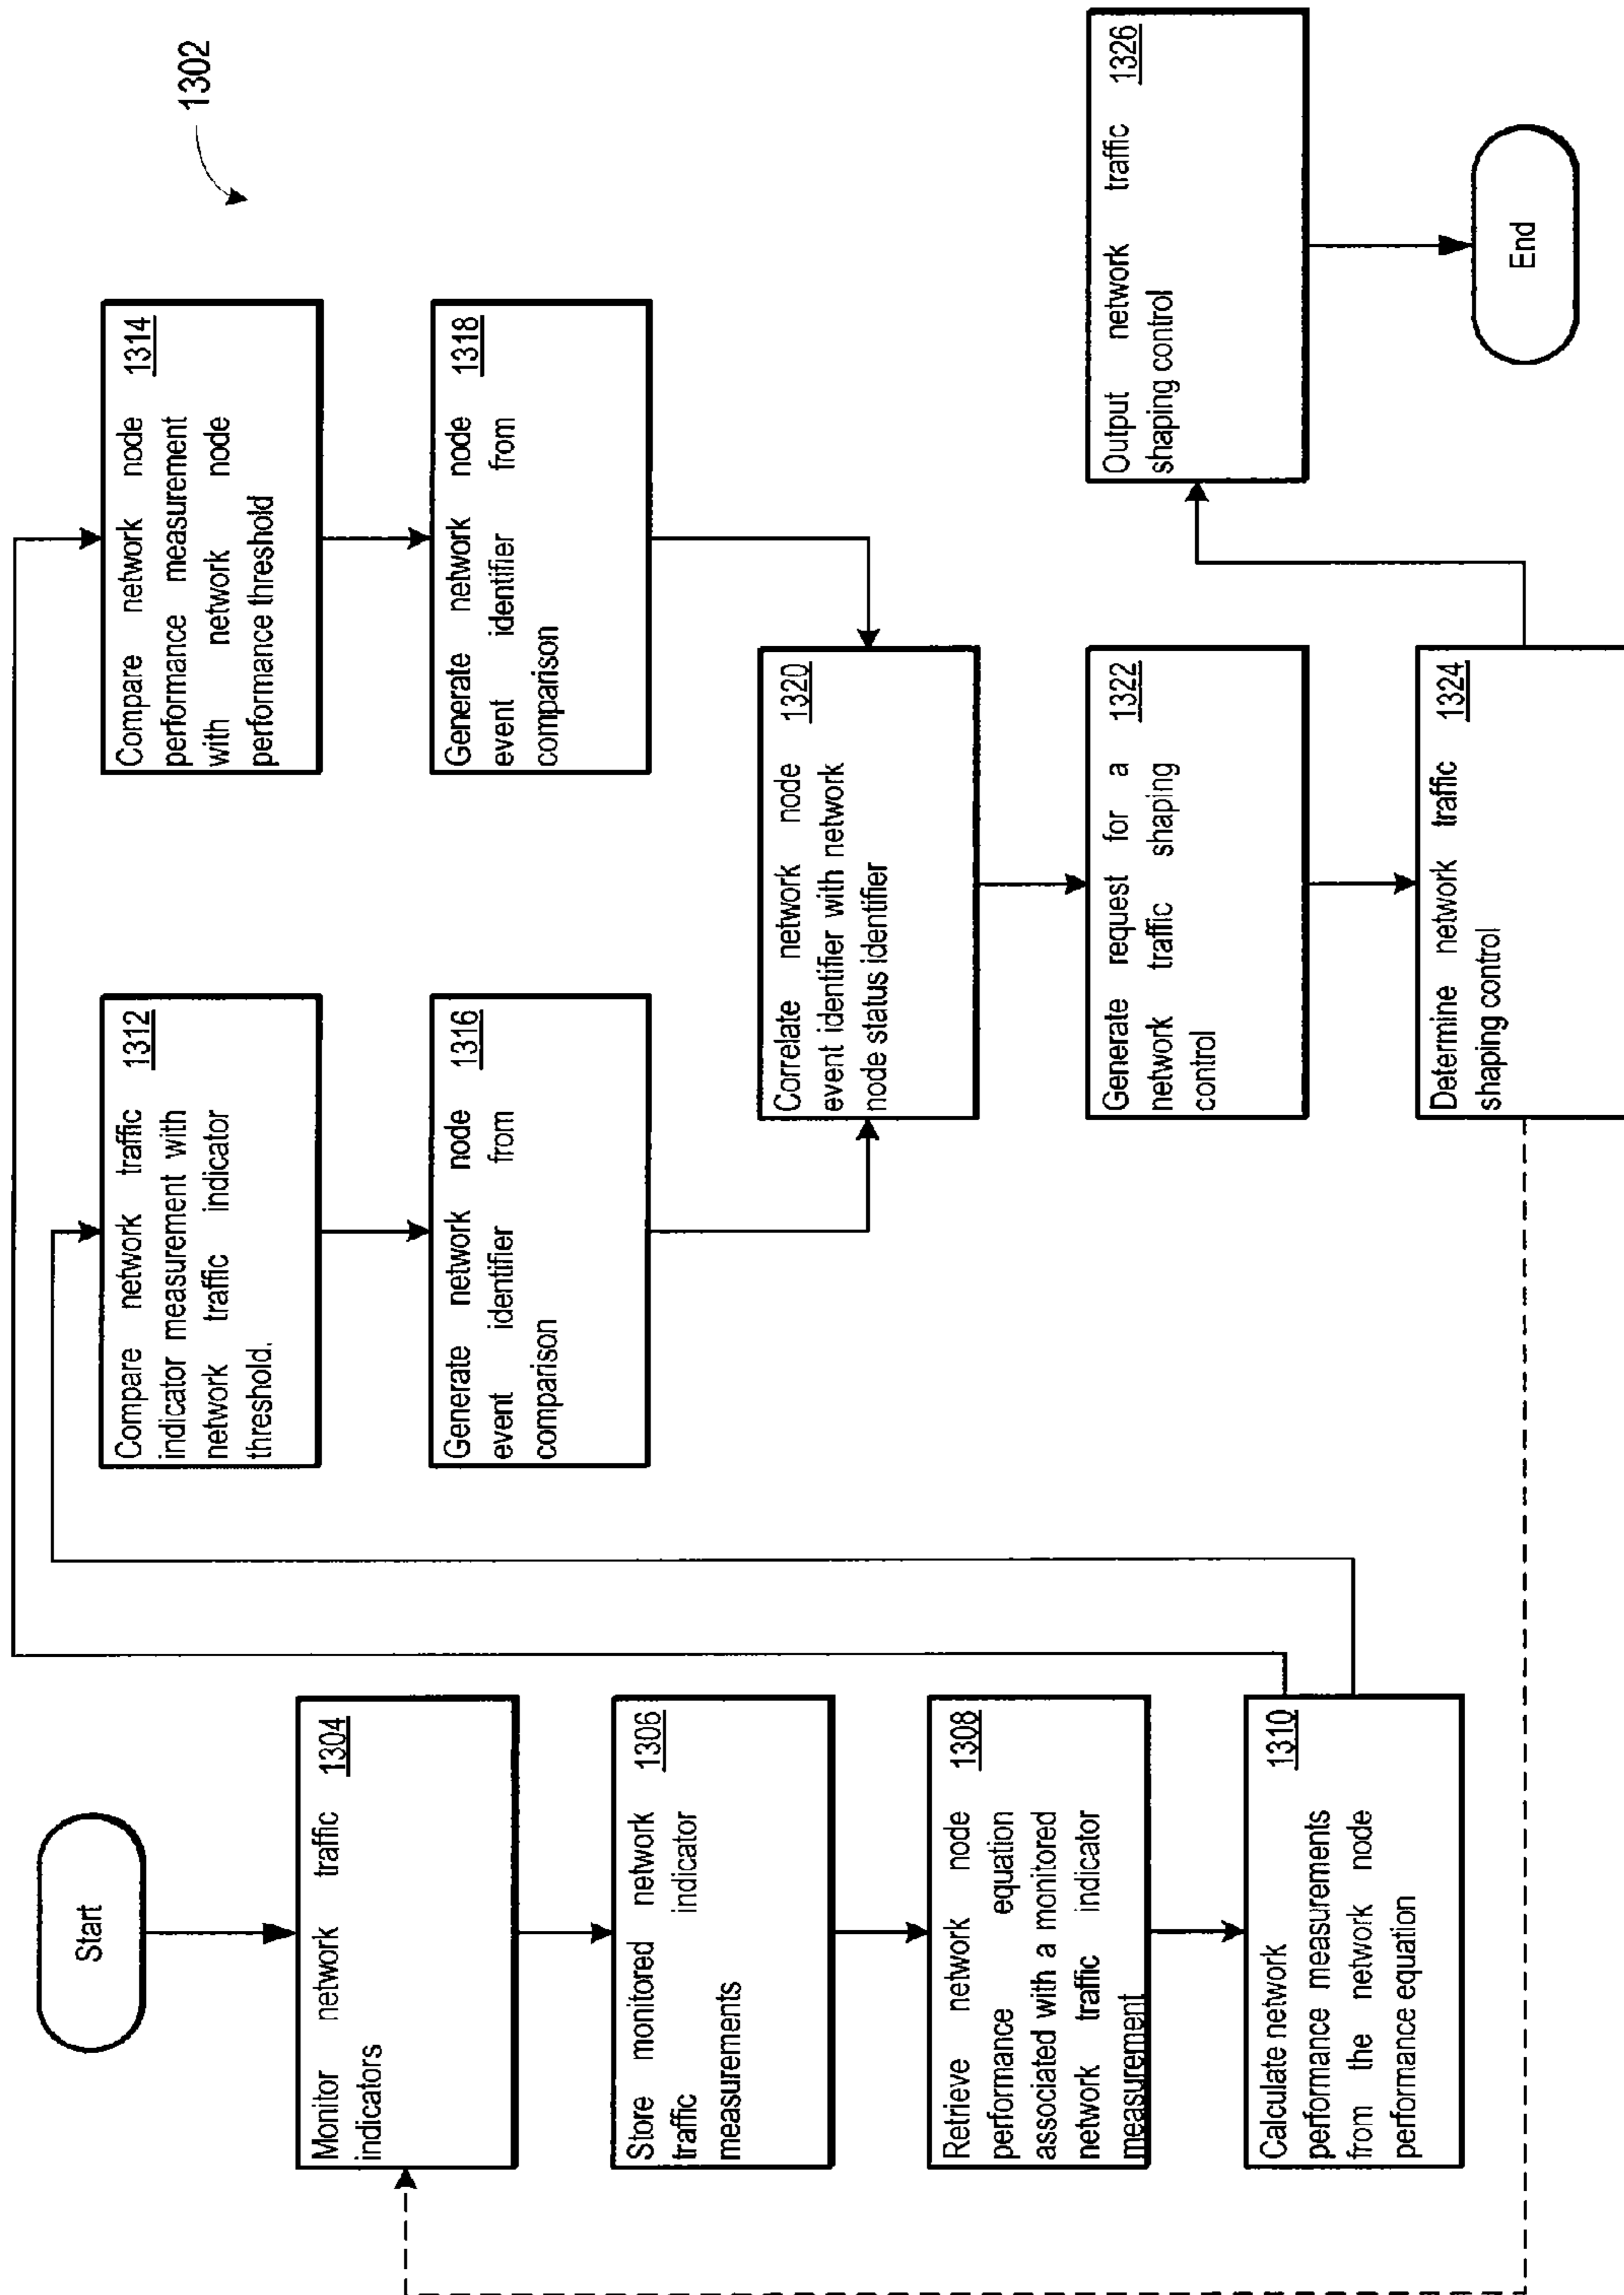 1302
Start
Monitor network traffic 1304
indicators
Store monitored network 1306
traffic indicator
measurements
Retrieve network node 1308
performance equation
associated with a monitored
network traffic indicator
measurement
Calculate network 1310
performance measurements
from the network node
performance equation
Compare network traffic 1312
indicator measurement with
network traffic indicator
threshold.
Generate network node 1316
event identifier from
comparison
Compare network node 1314
performance measurement
with network node
performance threshold
Generate network node 1318
event identifier from
comparison
Correlate network node 1320
event identifier with network
node status identifier
Generate request for a 1322
network traffic shaping
control
Determine network traffic 1324
shaping control
Output network traffic 1326
shaping control
End